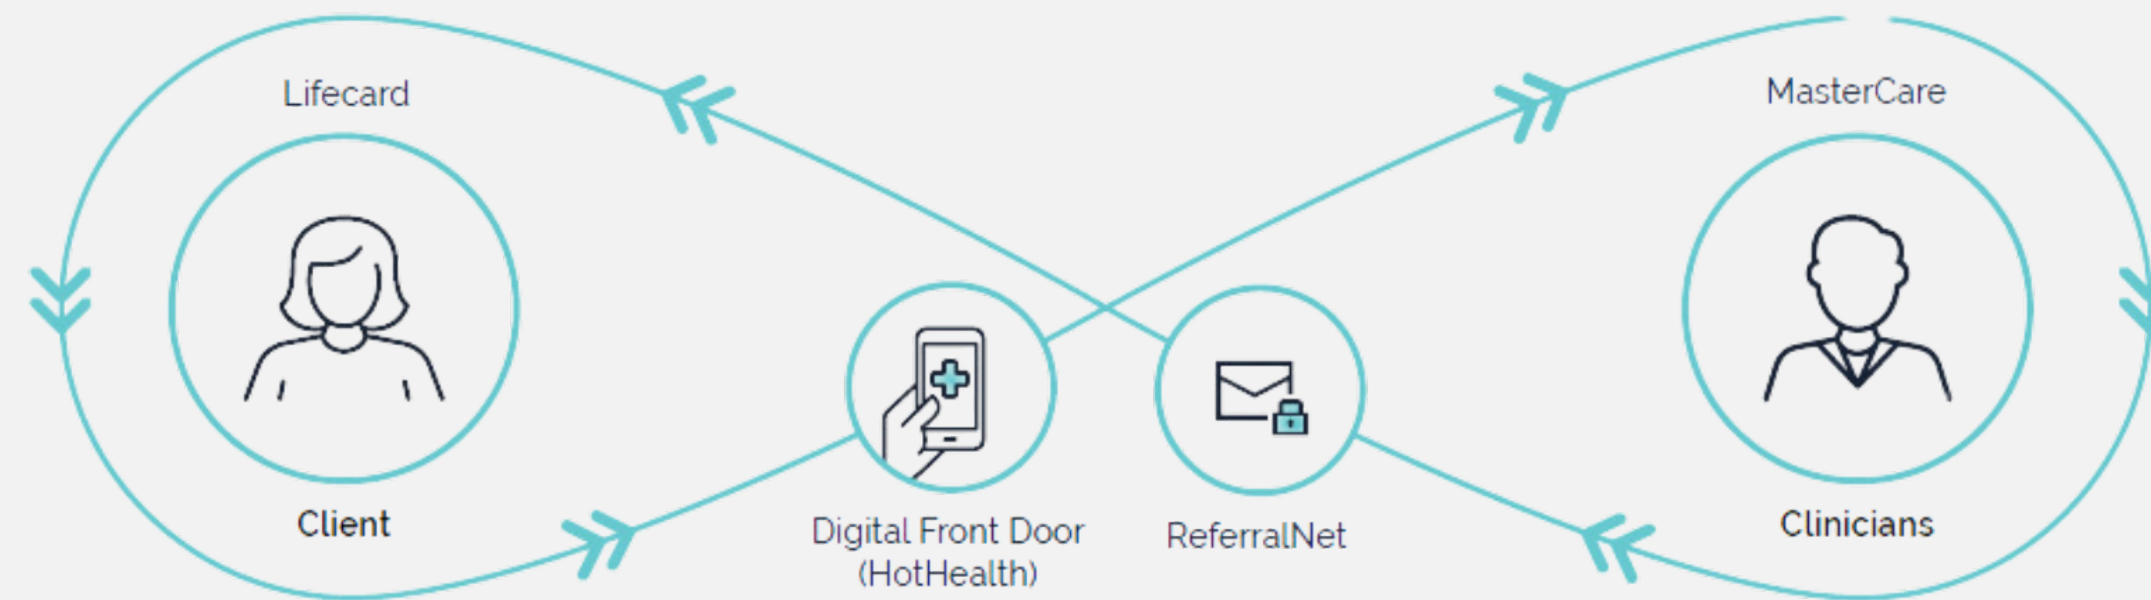 Lifecard
MasterCare
Client
Digital Front Door
(HotHealth)
ReferralNet
Clinicians